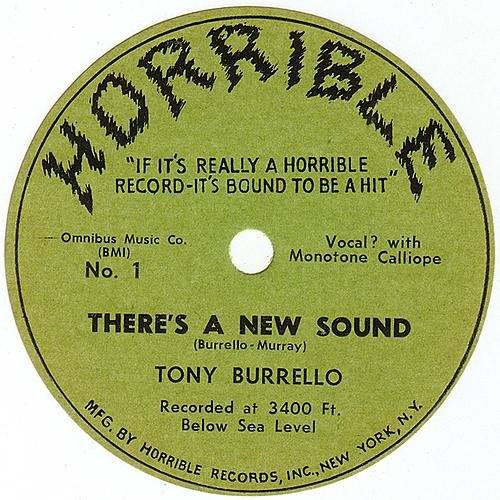 HORRIBLE
"IF IT'S REALLY A HORRIBLE
RECORD-IT'S BOUND TO BE A HIT"
Omnibus Music Co.
(BMI)
No. 1
Vocal? with
Monotone Calliope
THERE'S A NEW SOUND
(Burrello-Murray)
TONY BURRELLO
Recorded at 3400 Ft.
Below Sea Level
MFG. BY HORRIBLE RECORDS, INC., NEW YORK, N.Y.